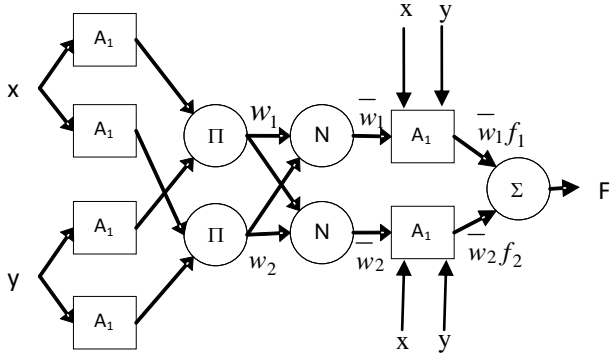 x y
A₁
x
A₁
w₁ w̄₁ w̄₁f₁
Π N A₁
Σ F
A₁
Π N A₁
w₂ w̄₂ w̄₂f₂
y
A₁
x y